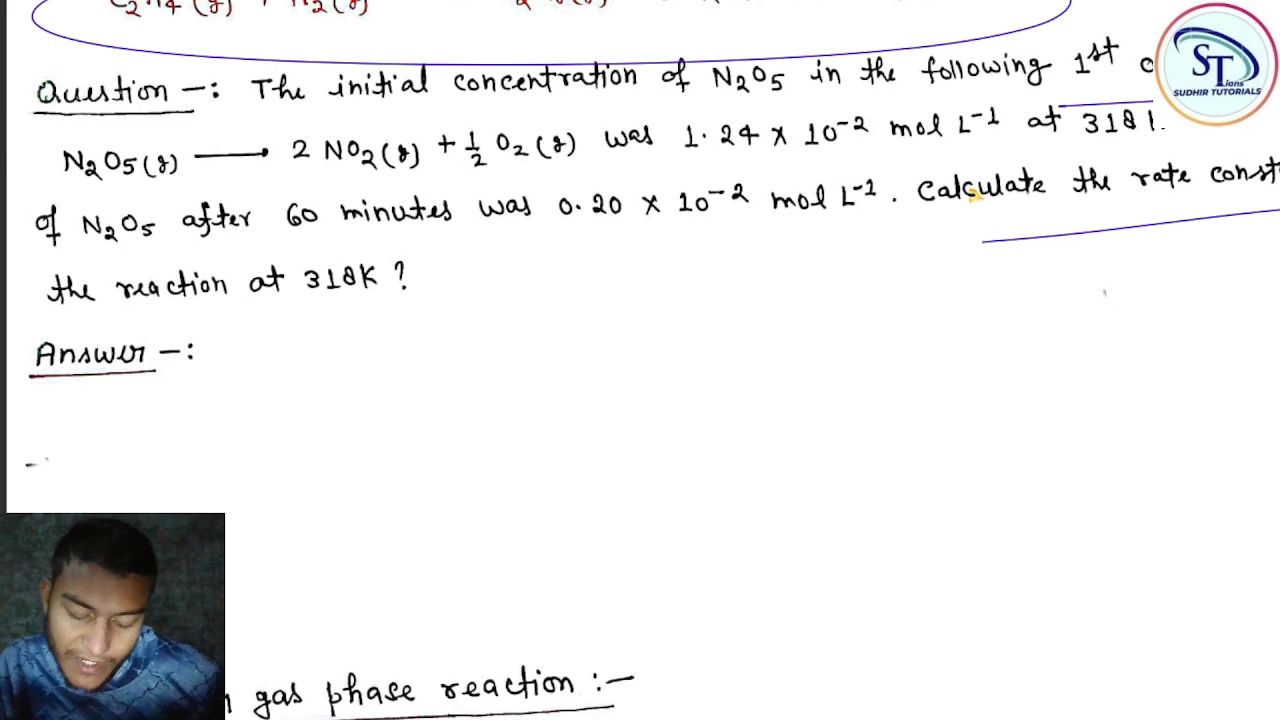 Question -: The initial concentration of N2O5 in the following 1st
N2O5(g) ⟶ 2 NO2(g) + 1/2 O2(g) was 1.24 × 10⁻² mol L⁻¹ at 318
of N2O5 after 60 minutes was 0.20 × 10⁻² mol L⁻¹. Calculate the rate const
the reaction at 318K ?
Answer -:
gas phase reaction :-
ST
ians
SUDHIR TUTORIALS